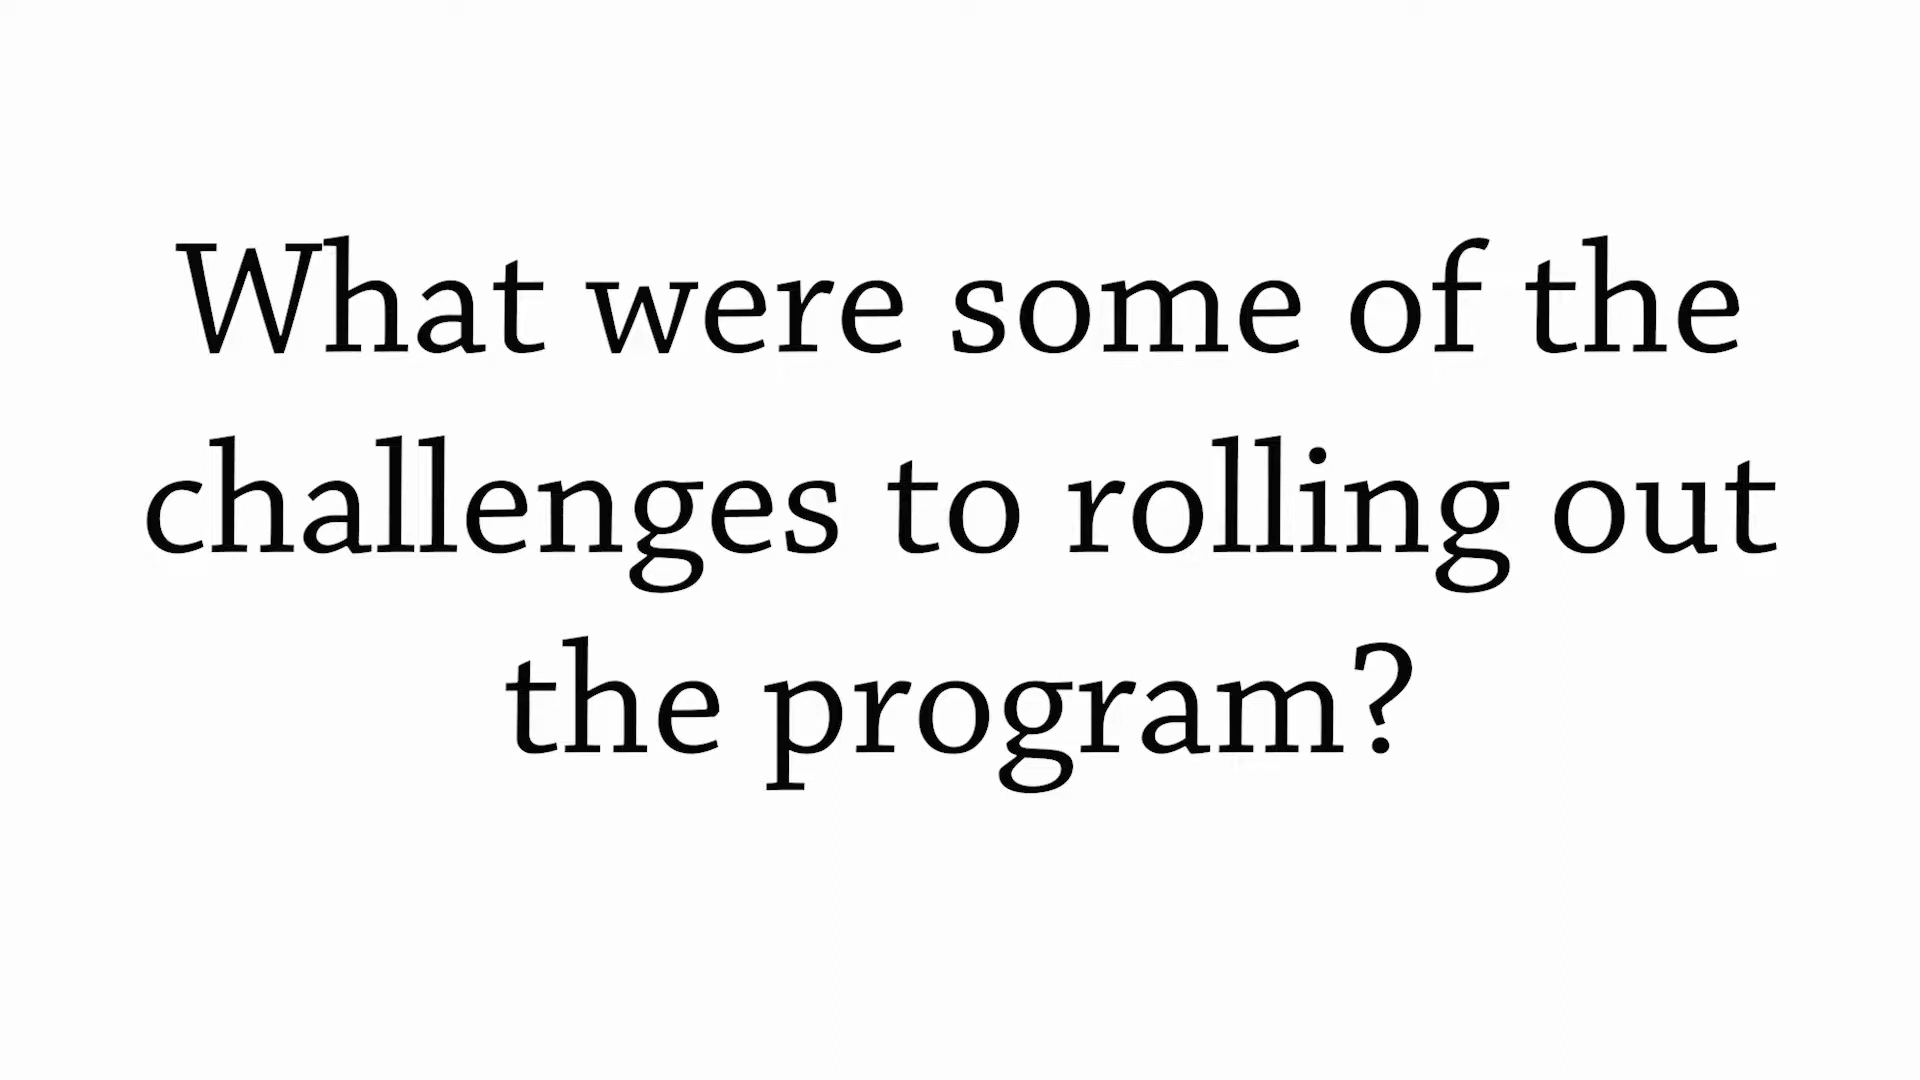 What were some of the
challenges to rolling out
the program?